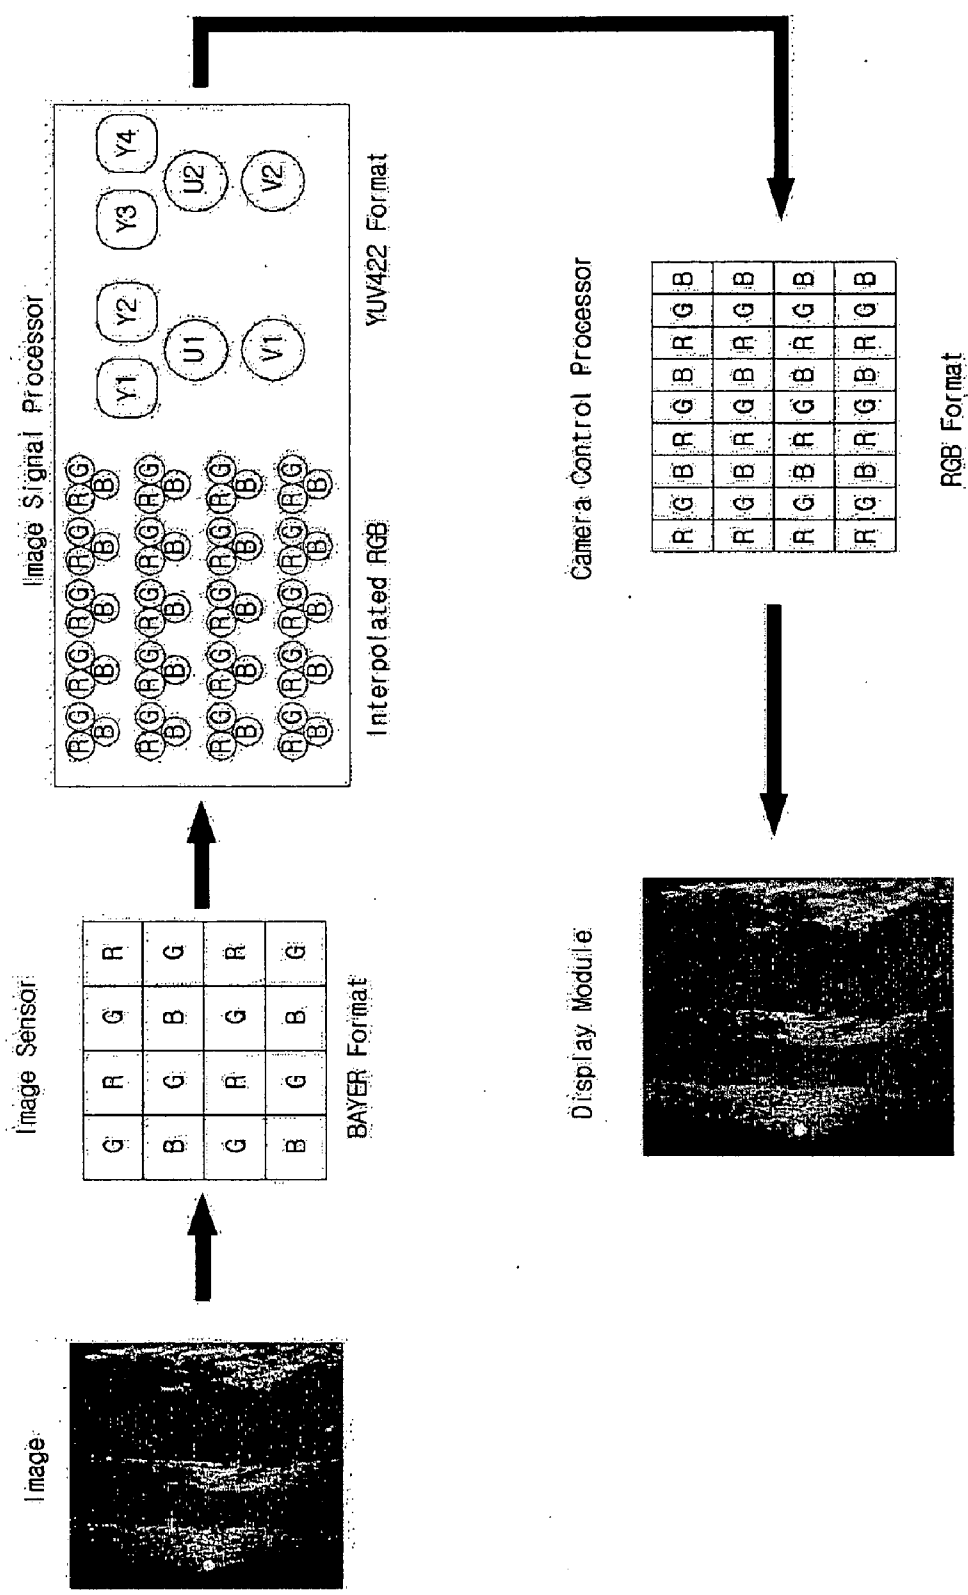 Image
Image Sensor
G R G R
B G B G
G R G R
B G B G
BAYER Format
Image Signal Processor
R G R G R G R G R G
B B B B B
R G R G R G R G R G
B B B B B
R G R G R G R G R G
B B B B B
R G R G R G R G R G
B B B B B
Interpolated RGB
Y1 Y2 Y3 Y4
U1 U2
V1 V2
YUV422 Format
Display Module
Camera Control Processor
R G B R G B R G B
R G B R G B R G B
R G B R G B R G B
R G B R G B R G B
RGB Format